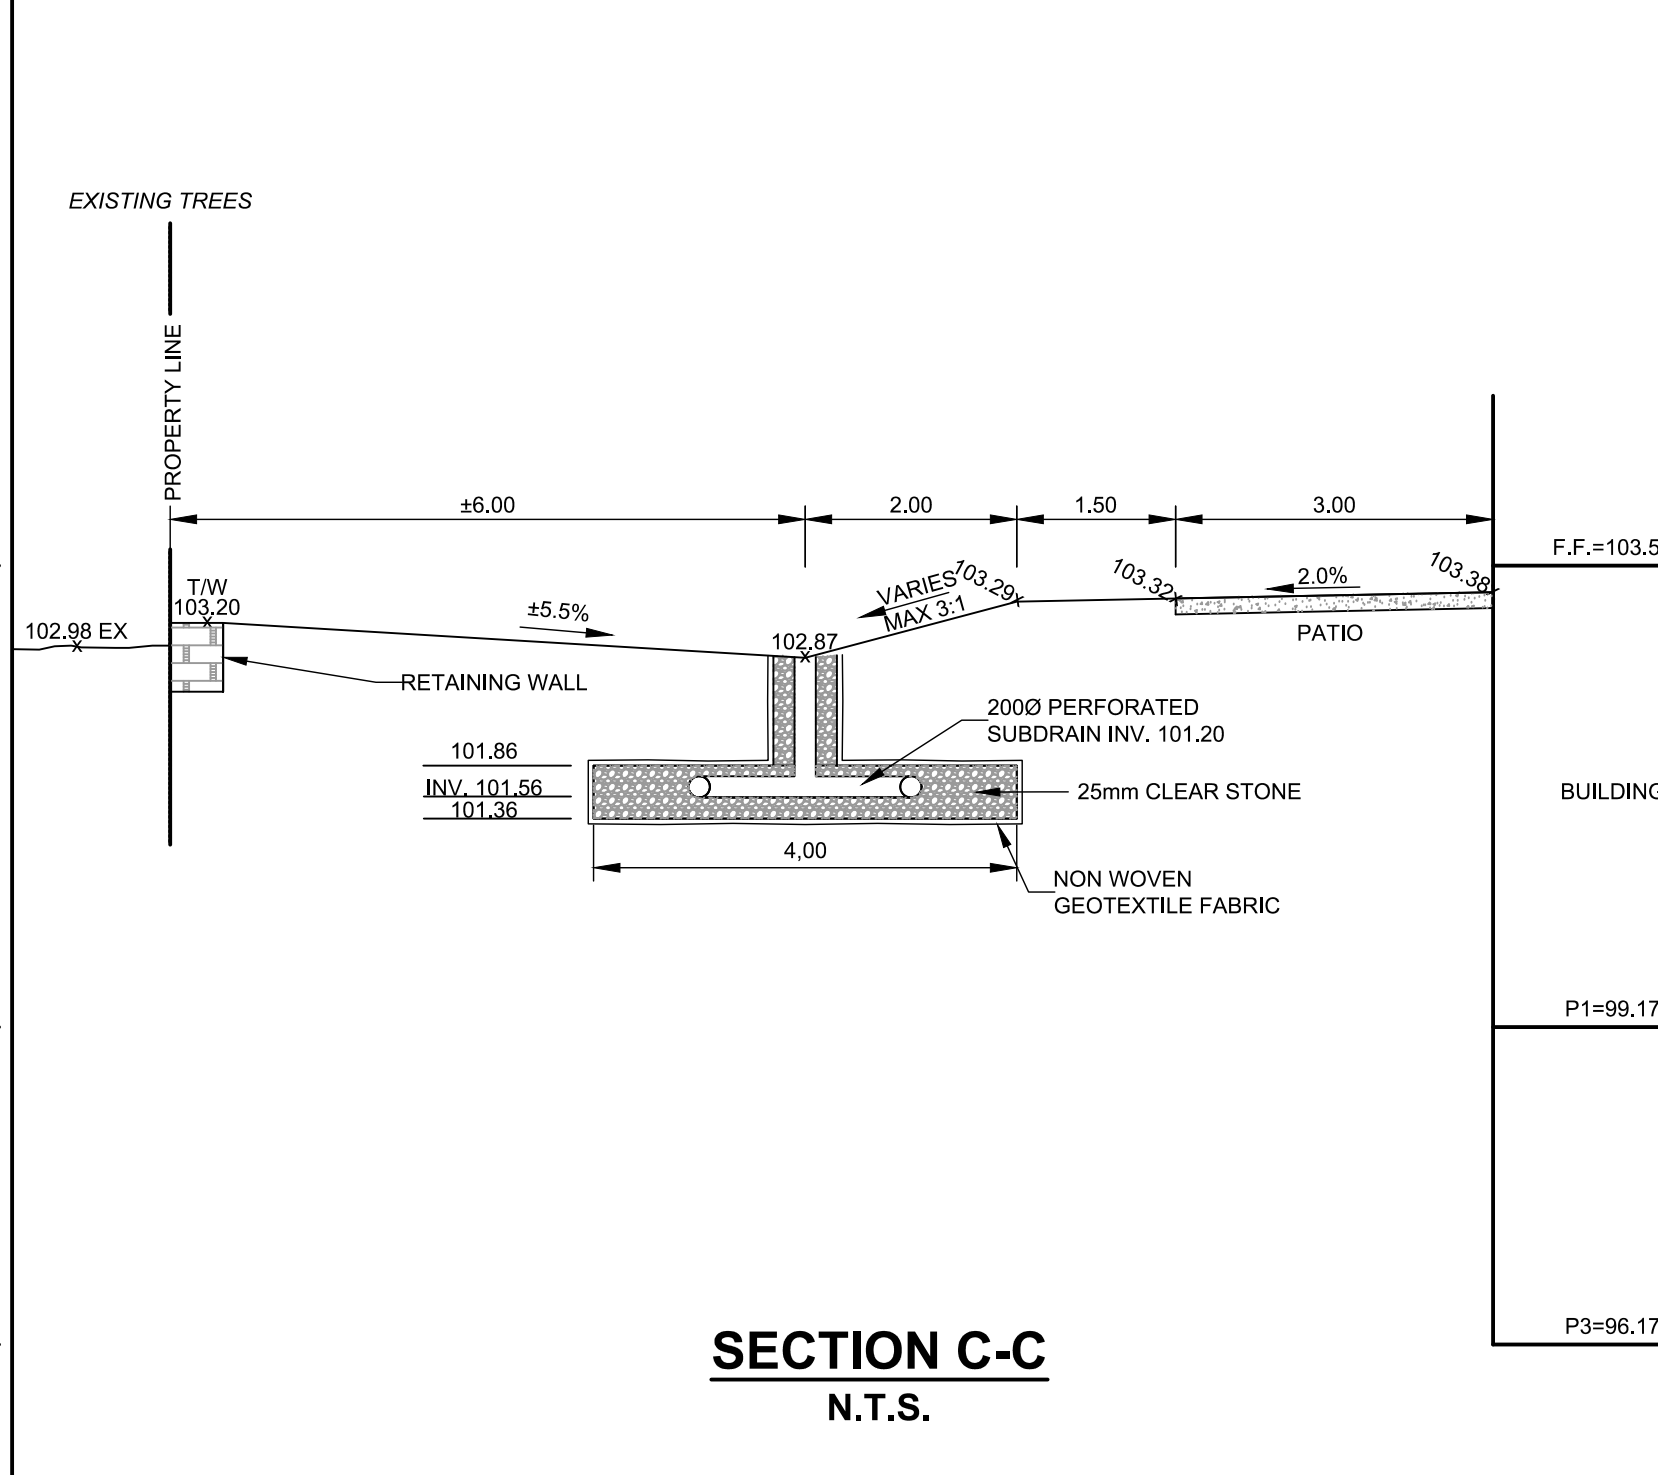 EXISTING TREES
PROPERTY LINE
±6.00
2.00
1.50
3.00
F.F.=103.5
T/W
103.20
102.98 EX
±5.5%
VARIES
MAX 3:1
103.29
103.32
2.0%
103.38
102.87
PATIO
RETAINING WALL
200Ø PERFORATED
SUBDRAIN INV. 101.20
101.86
INV. 101.56
101.36
25mm CLEAR STONE
BUILDING
4,00
NON WOVEN
GEOTEXTILE FABRIC
P1=99.17
P3=96.17
SECTION C-C
N.T.S.